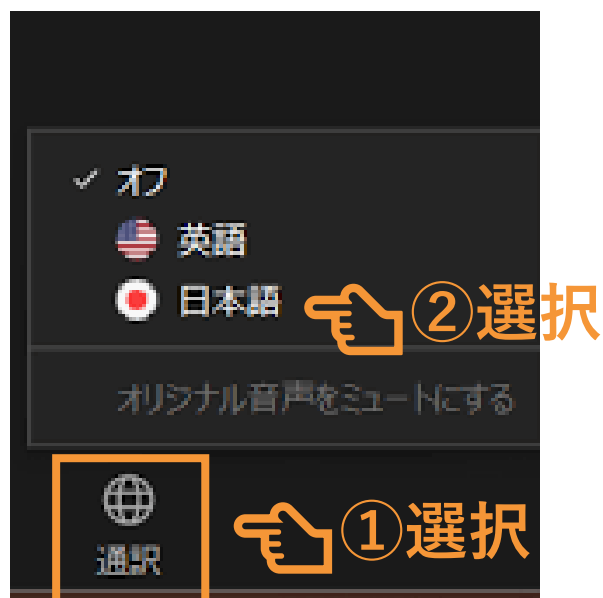 オフ
英語
日本語
②選択
オリジナル音声をミュートにする
通訳
①選択